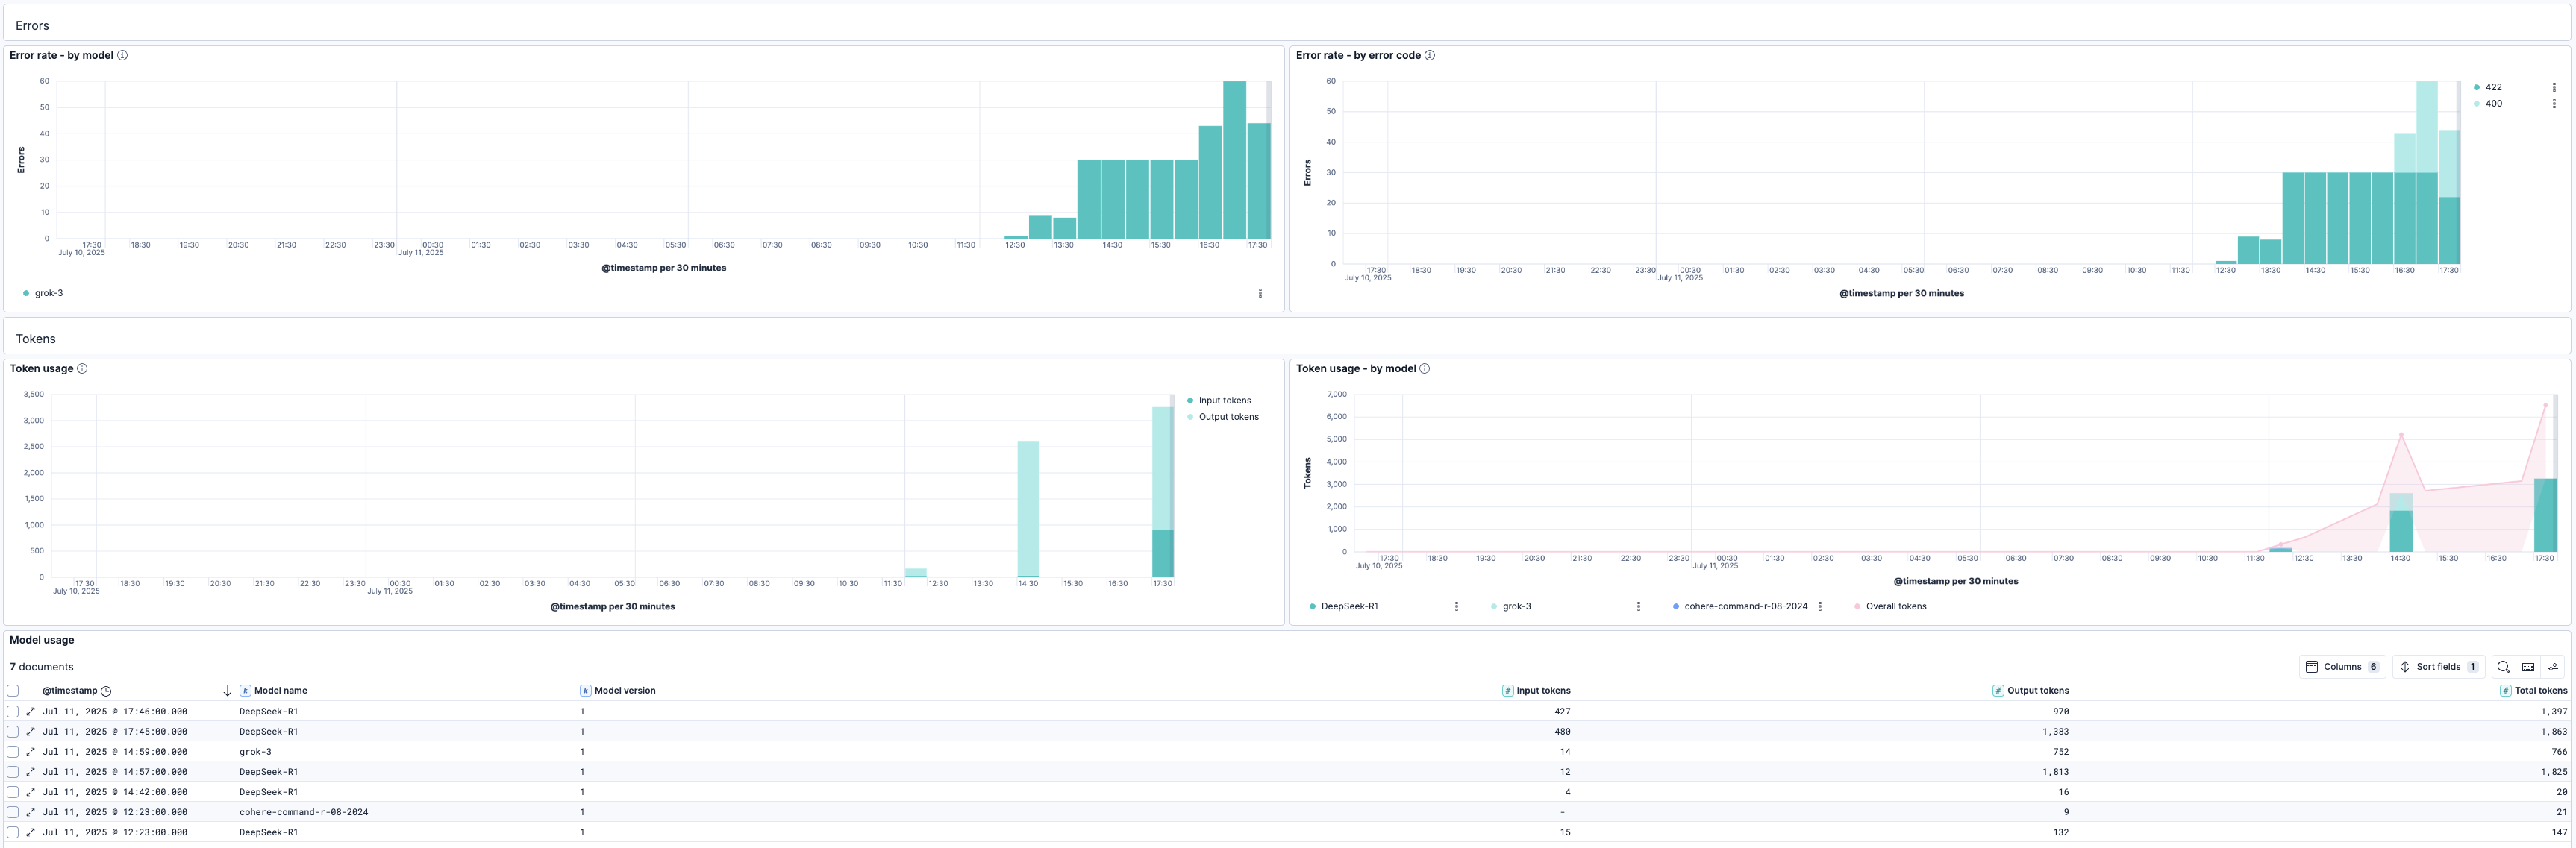 Errors
Error rate - by model
Errors
60
50
40
30
20
10
0
17:30 18:30 19:30 20:30 21:30 22:30 23:30 00:30 01:30 02:30 03:30 04:30 05:30 06:30 07:30 08:30 09:30 10:30 11:30 12:30 13:30 14:30 15:30 16:30 17:30
July 10, 2025 July 11, 2025
@timestamp per 30 minutes
grok-3
Error rate - by error code
Errors
60
50
40
30
20
10
0
17:30 18:30 19:30 20:30 21:30 22:30 23:30 00:30 01:30 02:30 03:30 04:30 05:30 06:30 07:30 08:30 09:30 10:30 11:30 12:30 13:30 14:30 15:30 16:30 17:30
July 10, 2025 July 11, 2025
@timestamp per 30 minutes
422
400
Tokens
Token usage
3,500
3,000
2,500
2,000
1,500
1,000
500
0
17:30 18:30 19:30 20:30 21:30 22:30 23:30 00:30 01:30 02:30 03:30 04:30 05:30 06:30 07:30 08:30 09:30 10:30 11:30 12:30 13:30 14:30 15:30 16:30 17:30
July 10, 2025 July 11, 2025
@timestamp per 30 minutes
Input tokens
Output tokens
Token usage - by model
Tokens
7,000
6,000
5,000
4,000
3,000
2,000
1,000
0
17:30 18:30 19:30 20:30 21:30 22:30 23:30 00:30 01:30 02:30 03:30 04:30 05:30 06:30 07:30 08:30 09:30 10:30 11:30 12:30 13:30 14:30 15:30 16:30 17:30
July 10, 2025 July 11, 2025
@timestamp per 30 minutes
DeepSeek-R1 grok-3 cohere-command-r-08-2024 Overall tokens
Model usage
7 documents
Columns 6 Sort fields 1
@timestamp k Model name k Model version # Input tokens # Output tokens # Total tokens
Jul 11, 2025 @ 17:46:00.000 DeepSeek-R1 1 427 970 1,397
Jul 11, 2025 @ 17:45:00.000 DeepSeek-R1 1 480 1,383 1,863
Jul 11, 2025 @ 14:59:00.000 grok-3 1 14 752 766
Jul 11, 2025 @ 14:57:00.000 DeepSeek-R1 1 12 1,813 1,825
Jul 11, 2025 @ 14:42:00.000 DeepSeek-R1 1 4 16 20
Jul 11, 2025 @ 12:23:00.000 cohere-command-r-08-2024 1 - 9 21
Jul 11, 2025 @ 12:23:00.000 DeepSeek-R1 1 15 132 147